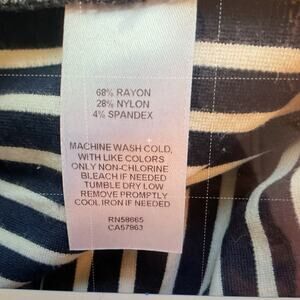 68% RAYON
28% NYLON
4% SPANDEX
MACHINE WASH COLD,
WITH LIKE COLORS
ONLY NON-CHLORINE
BLEACH IF NEEDED
TUMBLE DRY LOW
REMOVE PROMPTLY
COOL IRON IF NEEDED
RN58665
CA57863